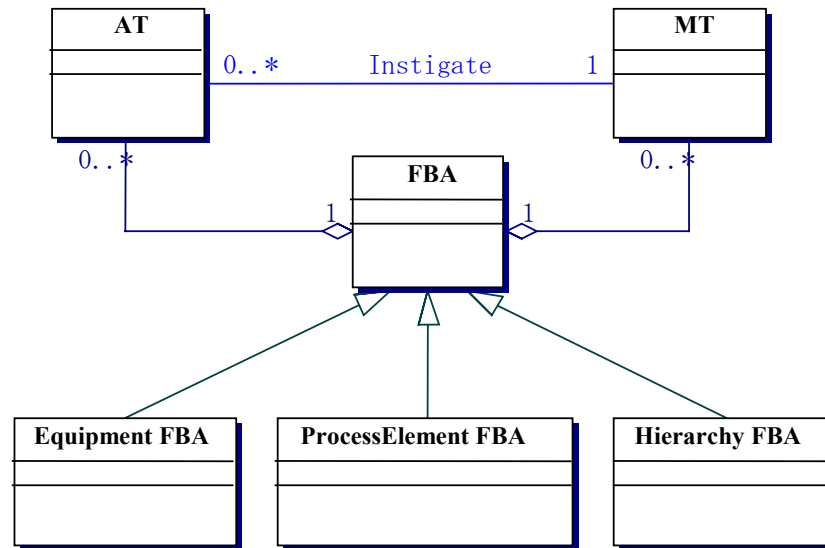 AT
MT
0..*
Instigate
1
0..*
0..*
FBA
1
1
Equipment FBA
ProcessElement FBA
Hierarchy FBA